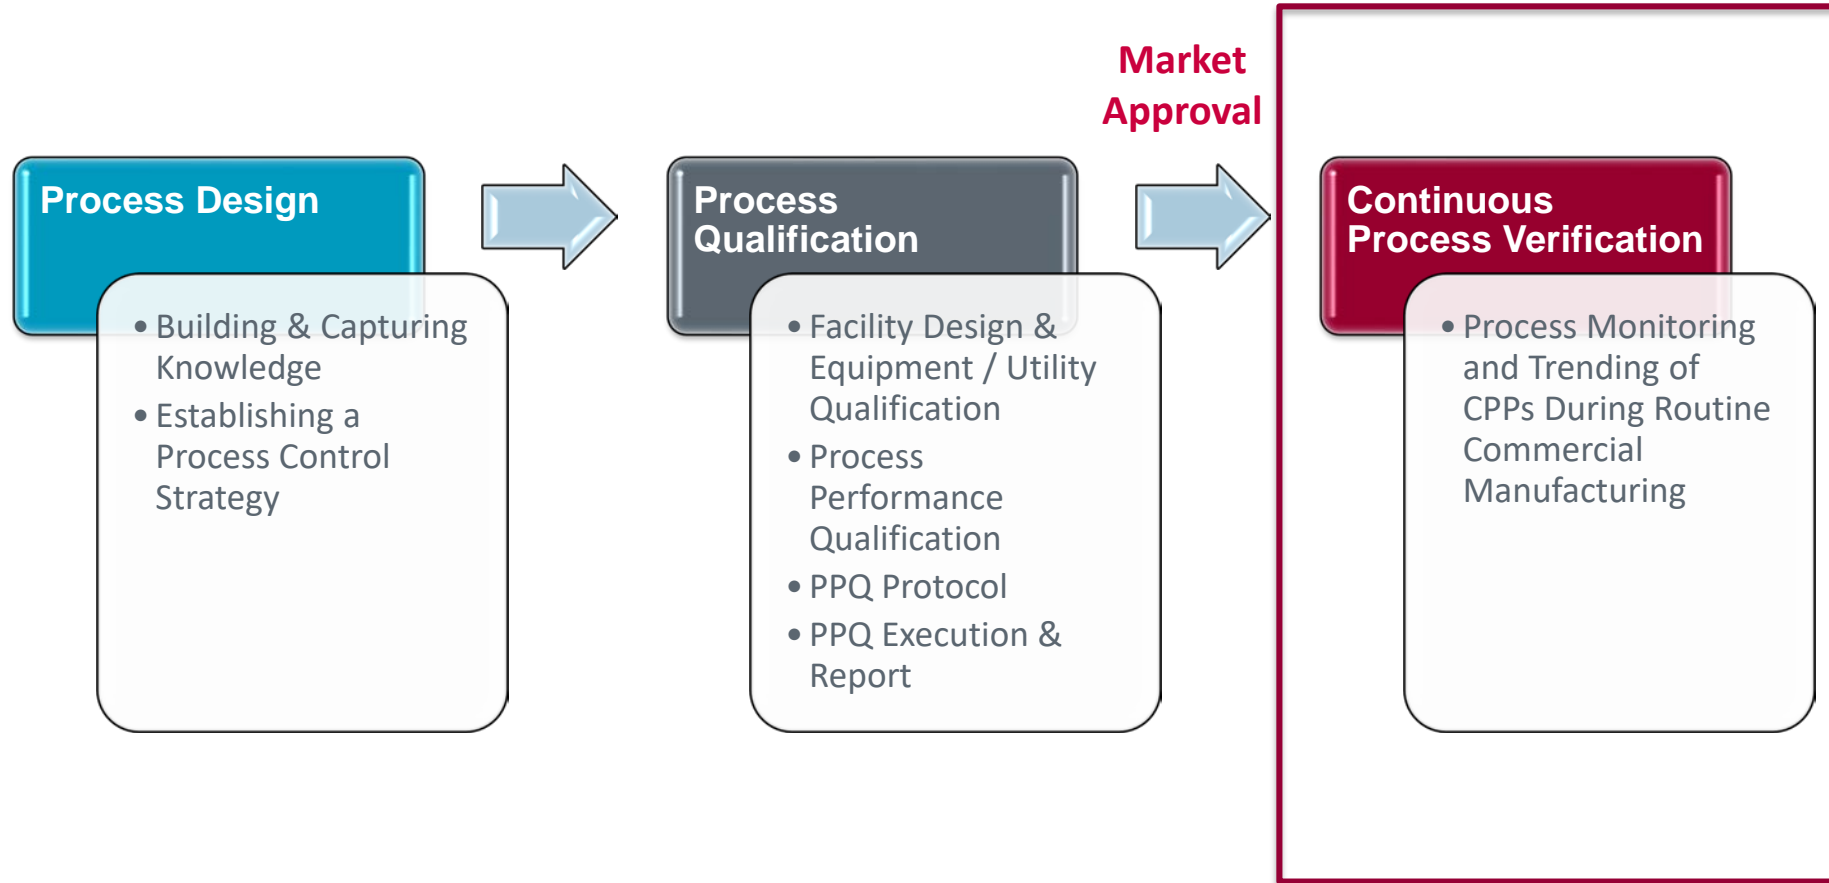 Market
Approval
Process Design
• Building & Capturing
Knowledge
• Establishing a
Process Control
Strategy
Process
Qualification
• Facility Design &
Equipment / Utility
Qualification
• Process
Performance
Qualification
• PPQ Protocol
• PPQ Execution &
Report
Continuous
Process Verification
• Process Monitoring
and Trending of
CPPs During Routine
Commercial
Manufacturing